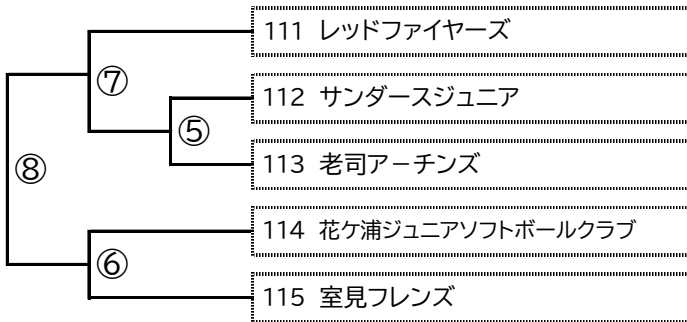 111 レッドファイヤーズ
⑦
112 サンダースジュニア
⑤
⑧
113 老司アーチンズ
114 花ケ浦ジュニアソフトボールクラブ
⑥
115 室見フレンズ